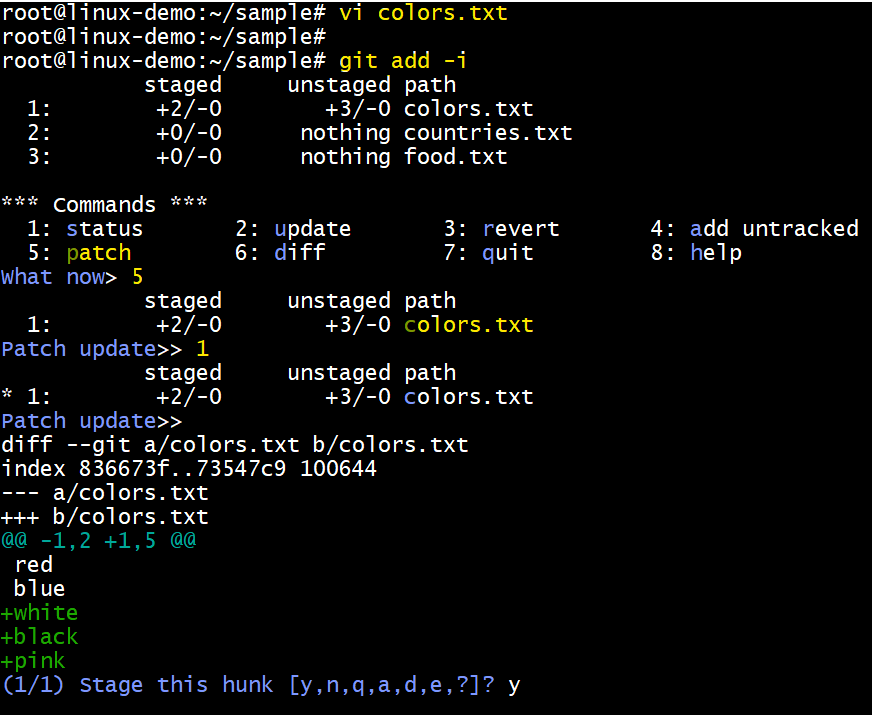 root@linux-demo:~/sample# vi colors.txt
root@linux-demo:~/sample#
root@linux-demo:~/sample# git add -i
           staged     unstaged path
  1:        +2/-0        +3/-0 colors.txt
  2:        +0/-0      nothing countries.txt
  3:        +0/-0      nothing food.txt

*** Commands ***
  1: status       2: update       3: revert       4: add untracked
  5: patch        6: diff         7: quit         8: help
What now> 5
           staged     unstaged path
  1:        +2/-0        +3/-0 colors.txt
Patch update>> 1
           staged     unstaged path
* 1:        +2/-0        +3/-0 colors.txt
Patch update>>
diff --git a/colors.txt b/colors.txt
index 836673f..73547c9 100644
--- a/colors.txt
+++ b/colors.txt
@@ -1,2 +1,5 @@
 red
 blue
+white
+black
+pink
(1/1) Stage this hunk [y,n,q,a,d,e,?]? y